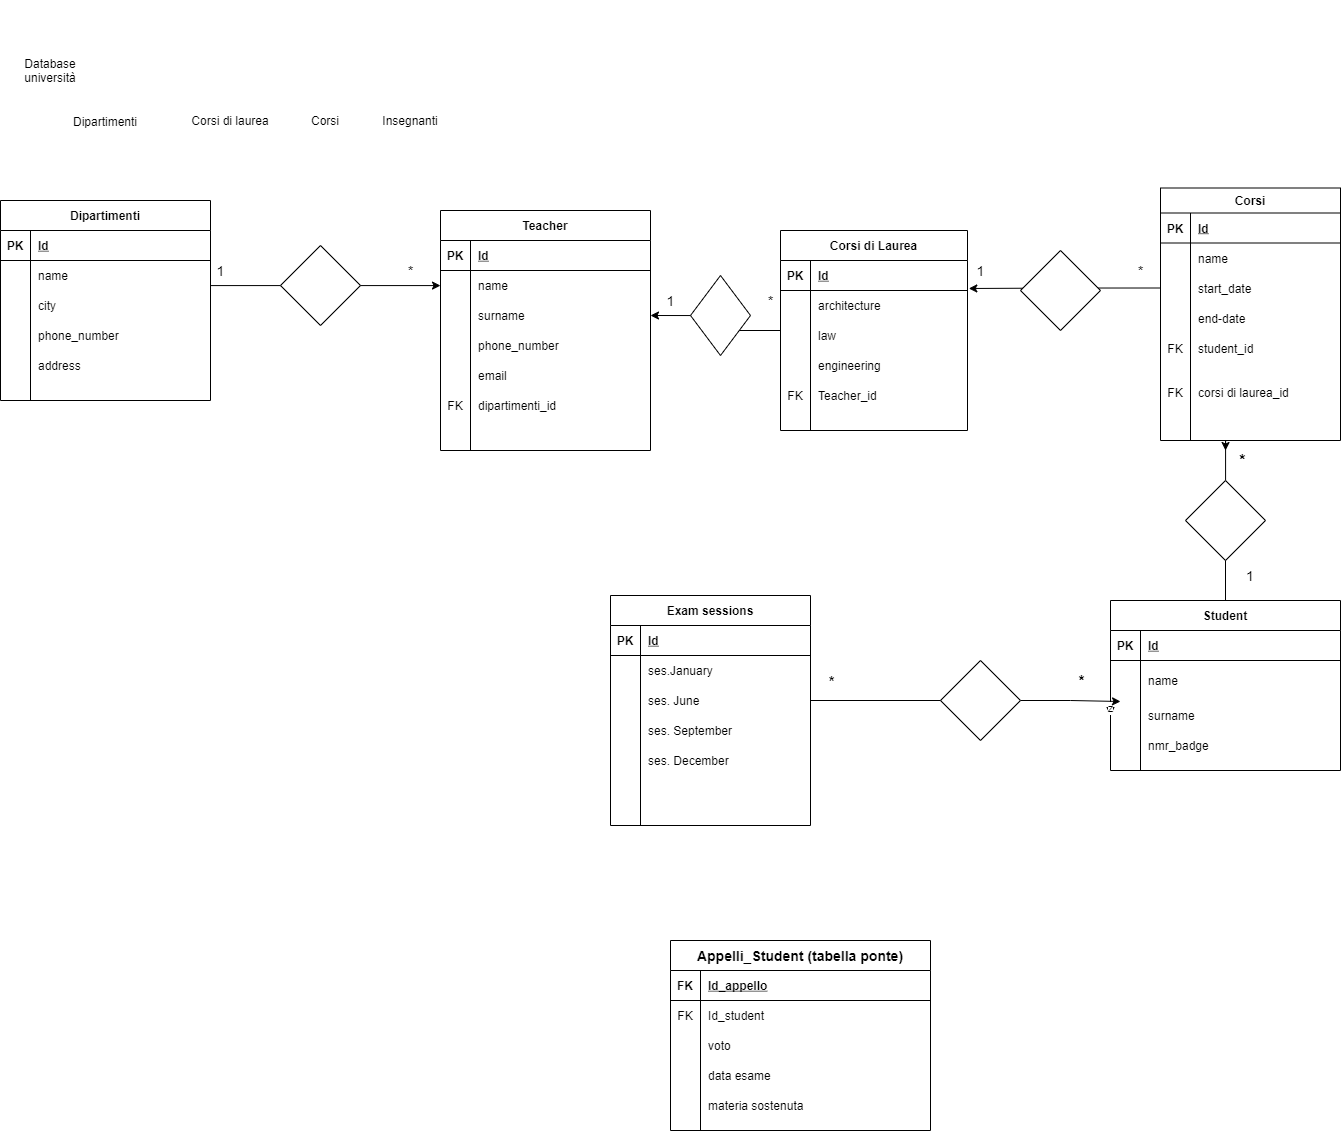 Database
università
Dipartimenti
Corsi di laurea
Corsi
Insegnanti
Dipartimenti
PK Id
name
city
phone_number
address
1
*
Teacher
PK Id
name
surname
phone_number
email
FK dipartimenti_id
1
*
Corsi di Laurea
PK Id
architecture
law
engineering
FK Teacher_id
1
*
Corsi
PK Id
name
start_date
end-date
FK student_id
FK corsi di laurea_id
*
1
Exam sessions
PK Id
ses.January
ses. June
ses. September
ses. December
*
*
Student
PK Id
name
surname
nmr_badge
Appelli_Student (tabella ponte)
FK Id_appello
FK Id_student
voto
data esame
materia sostenuta